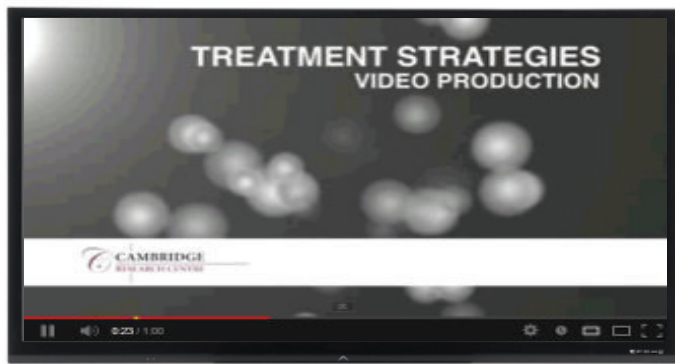 TREATMENT STRATEGIES
VIDEO PRODUCTION
CAMBRIDGE
RESEARCH CENTRE
0:23 / 1:00